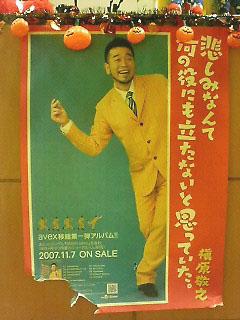 悲しみなんて
何の役にも立たないと思っていた。
槇原敬之
avex移籍第一弾アルバム!!
2007.11.7 ON SALE